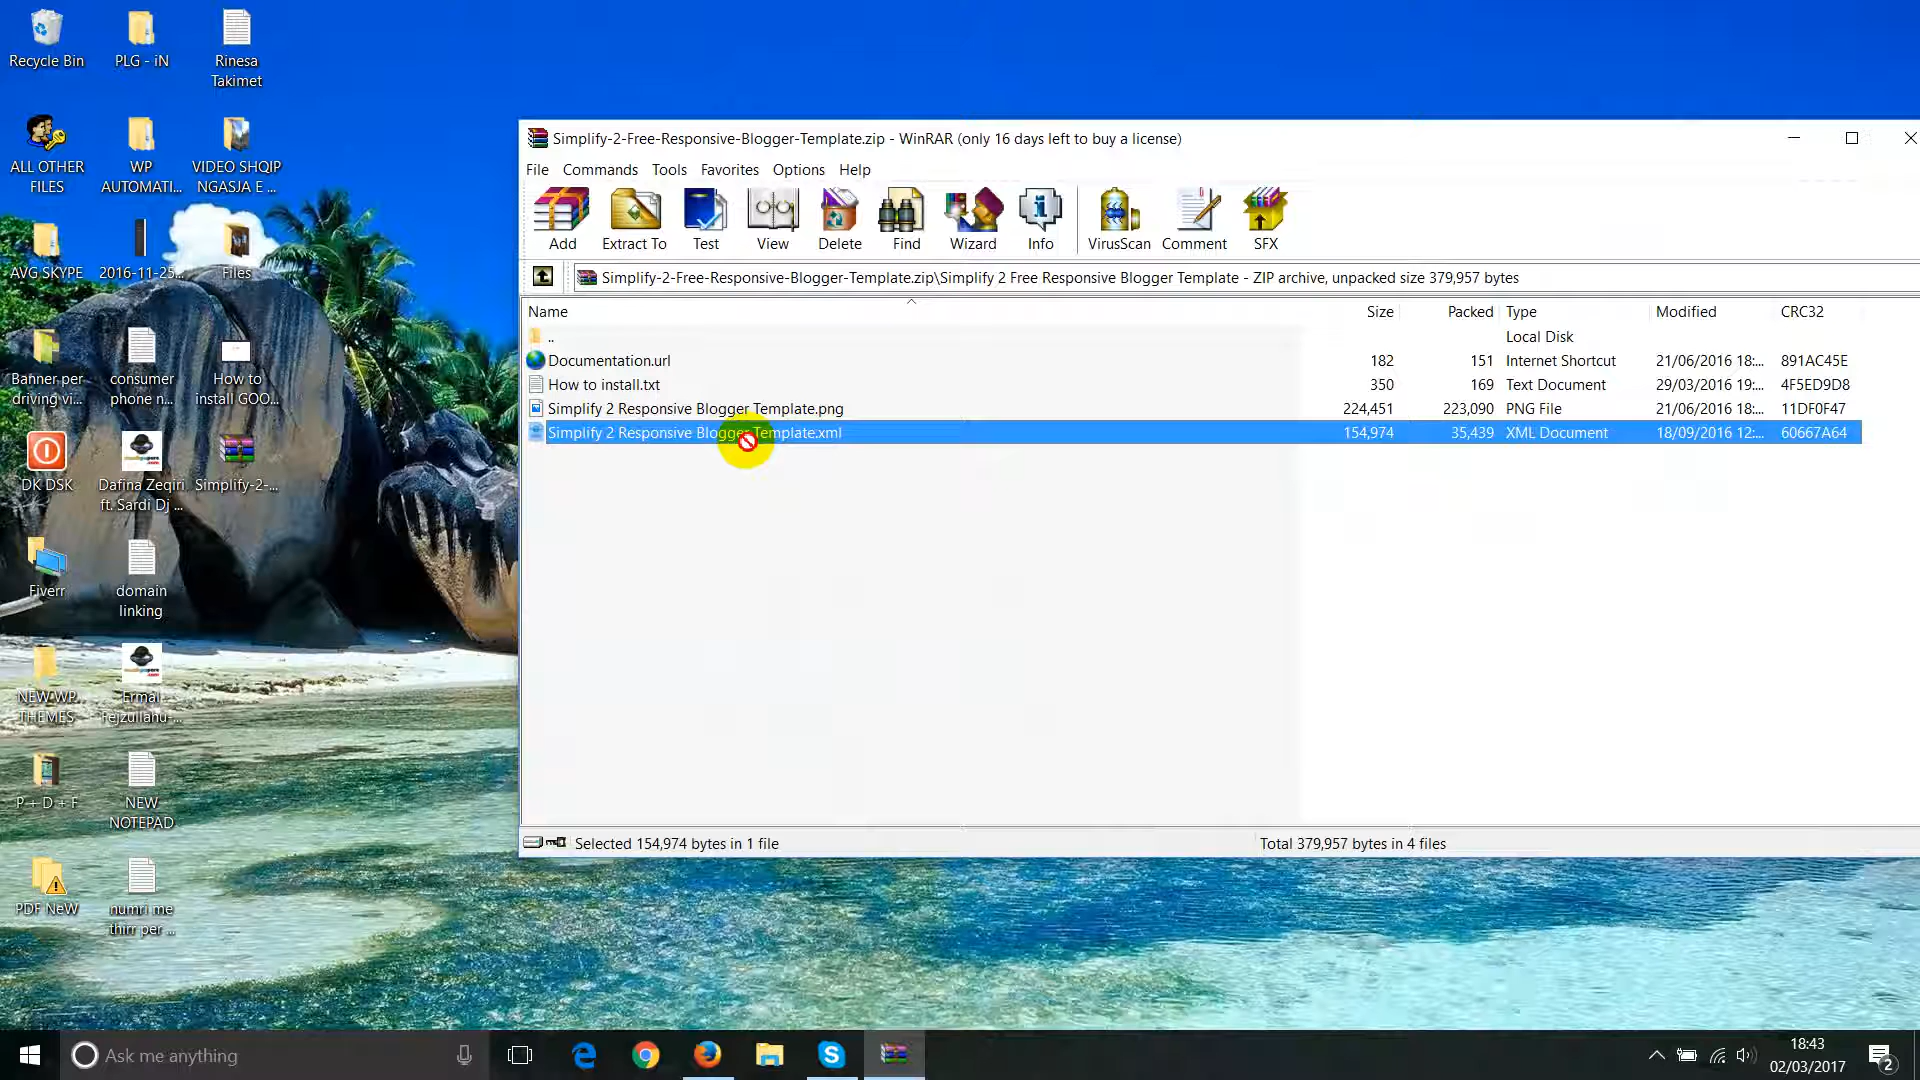 Recycle Bin
PLG - iN
Rinesa
Takimet
ALL OTHER
FILES
WP
AUTOMATI...
VIDEO SHQIP
NGASJA E ...
AVG SKYPE
2016-11-25...
Files
Banner per
driving vi...
consumer
phone n...
How to
install GOO...
DK DSK
Dafina Zeqiri
ft. Sardi Dj ...
Simplify-2-...
Fiverr
domain
linking
NEW WP
THEMES
Ermal
Fejzullahu-...
P + D + F
NEW
NOTEPAD
PDF NeW
numri me
thirr per ...
Simplify-2-Free-Responsive-Blogger-Template.zip - WinRAR (only 16 days left to buy a license)
File Commands Tools Favorites Options Help
Add Extract To Test View Delete Find Wizard Info VirusScan Comment SFX
Simplify-2-Free-Responsive-Blogger-Template.zip\Simplify 2 Free Responsive Blogger Template - ZIP archive, unpacked size 379,957 bytes
Name Size Packed Type Modified CRC32
.. Local Disk
Documentation.url 182 151 Internet Shortcut 21/06/2016 18:... 891AC45E
How to install.txt 350 169 Text Document 29/03/2016 19:... 4F5ED9D8
Simplify 2 Responsive Blogger Template.png 224,451 223,090 PNG File 21/06/2016 18:... 11DF0F47
Simplify 2 Responsive Blogger Template.xml 154,974 35,439 XML Document 18/09/2016 12:... 60667A64
Selected 154,974 bytes in 1 file
Total 379,957 bytes in 4 files
Ask me anything
18:43
02/03/2017
2